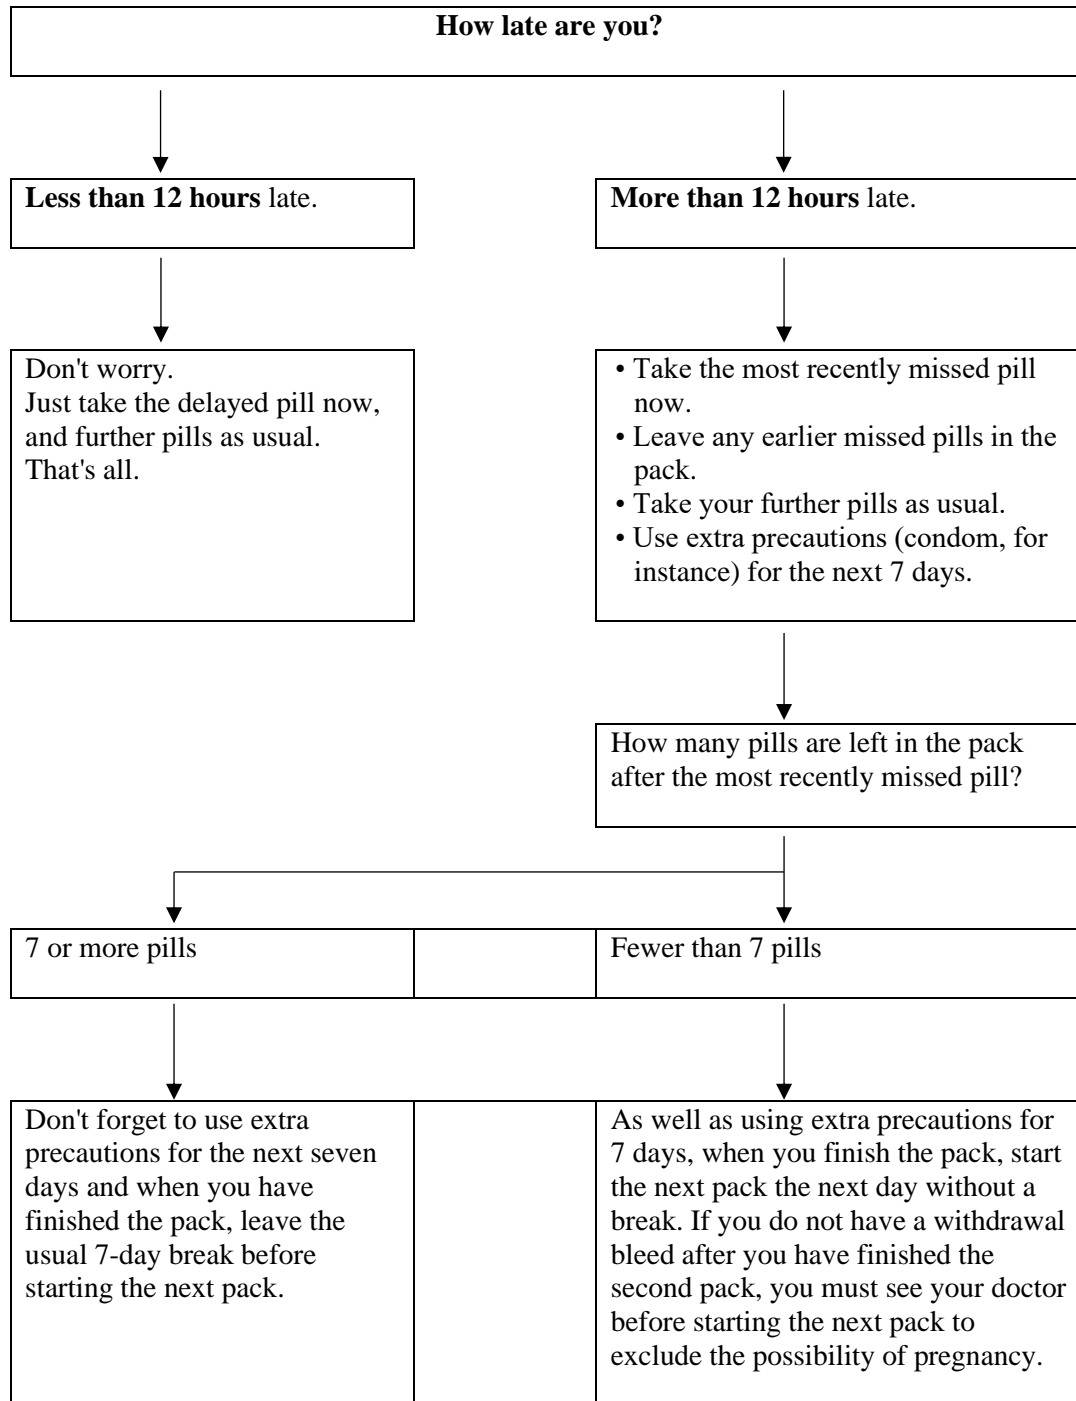 How late are you?
Less than 12 hours late.
More than 12 hours late.
Don't worry.
Just take the delayed pill now,
and further pills as usual.
That's all.
• Take the most recently missed pill
now.
• Leave any earlier missed pills in the
pack.
• Take your further pills as usual.
• Use extra precautions (condom, for
instance) for the next 7 days.
How many pills are left in the pack
after the most recently missed pill?
7 or more pills
Fewer than 7 pills
Don't forget to use extra
precautions for the next seven
days and when you have
finished the pack, leave the
usual 7-day break before
starting the next pack.
As well as using extra precautions for
7 days, when you finish the pack, start
the next pack the next day without a
break. If you do not have a withdrawal
bleed after you have finished the
second pack, you must see your doctor
before starting the next pack to
exclude the possibility of pregnancy.